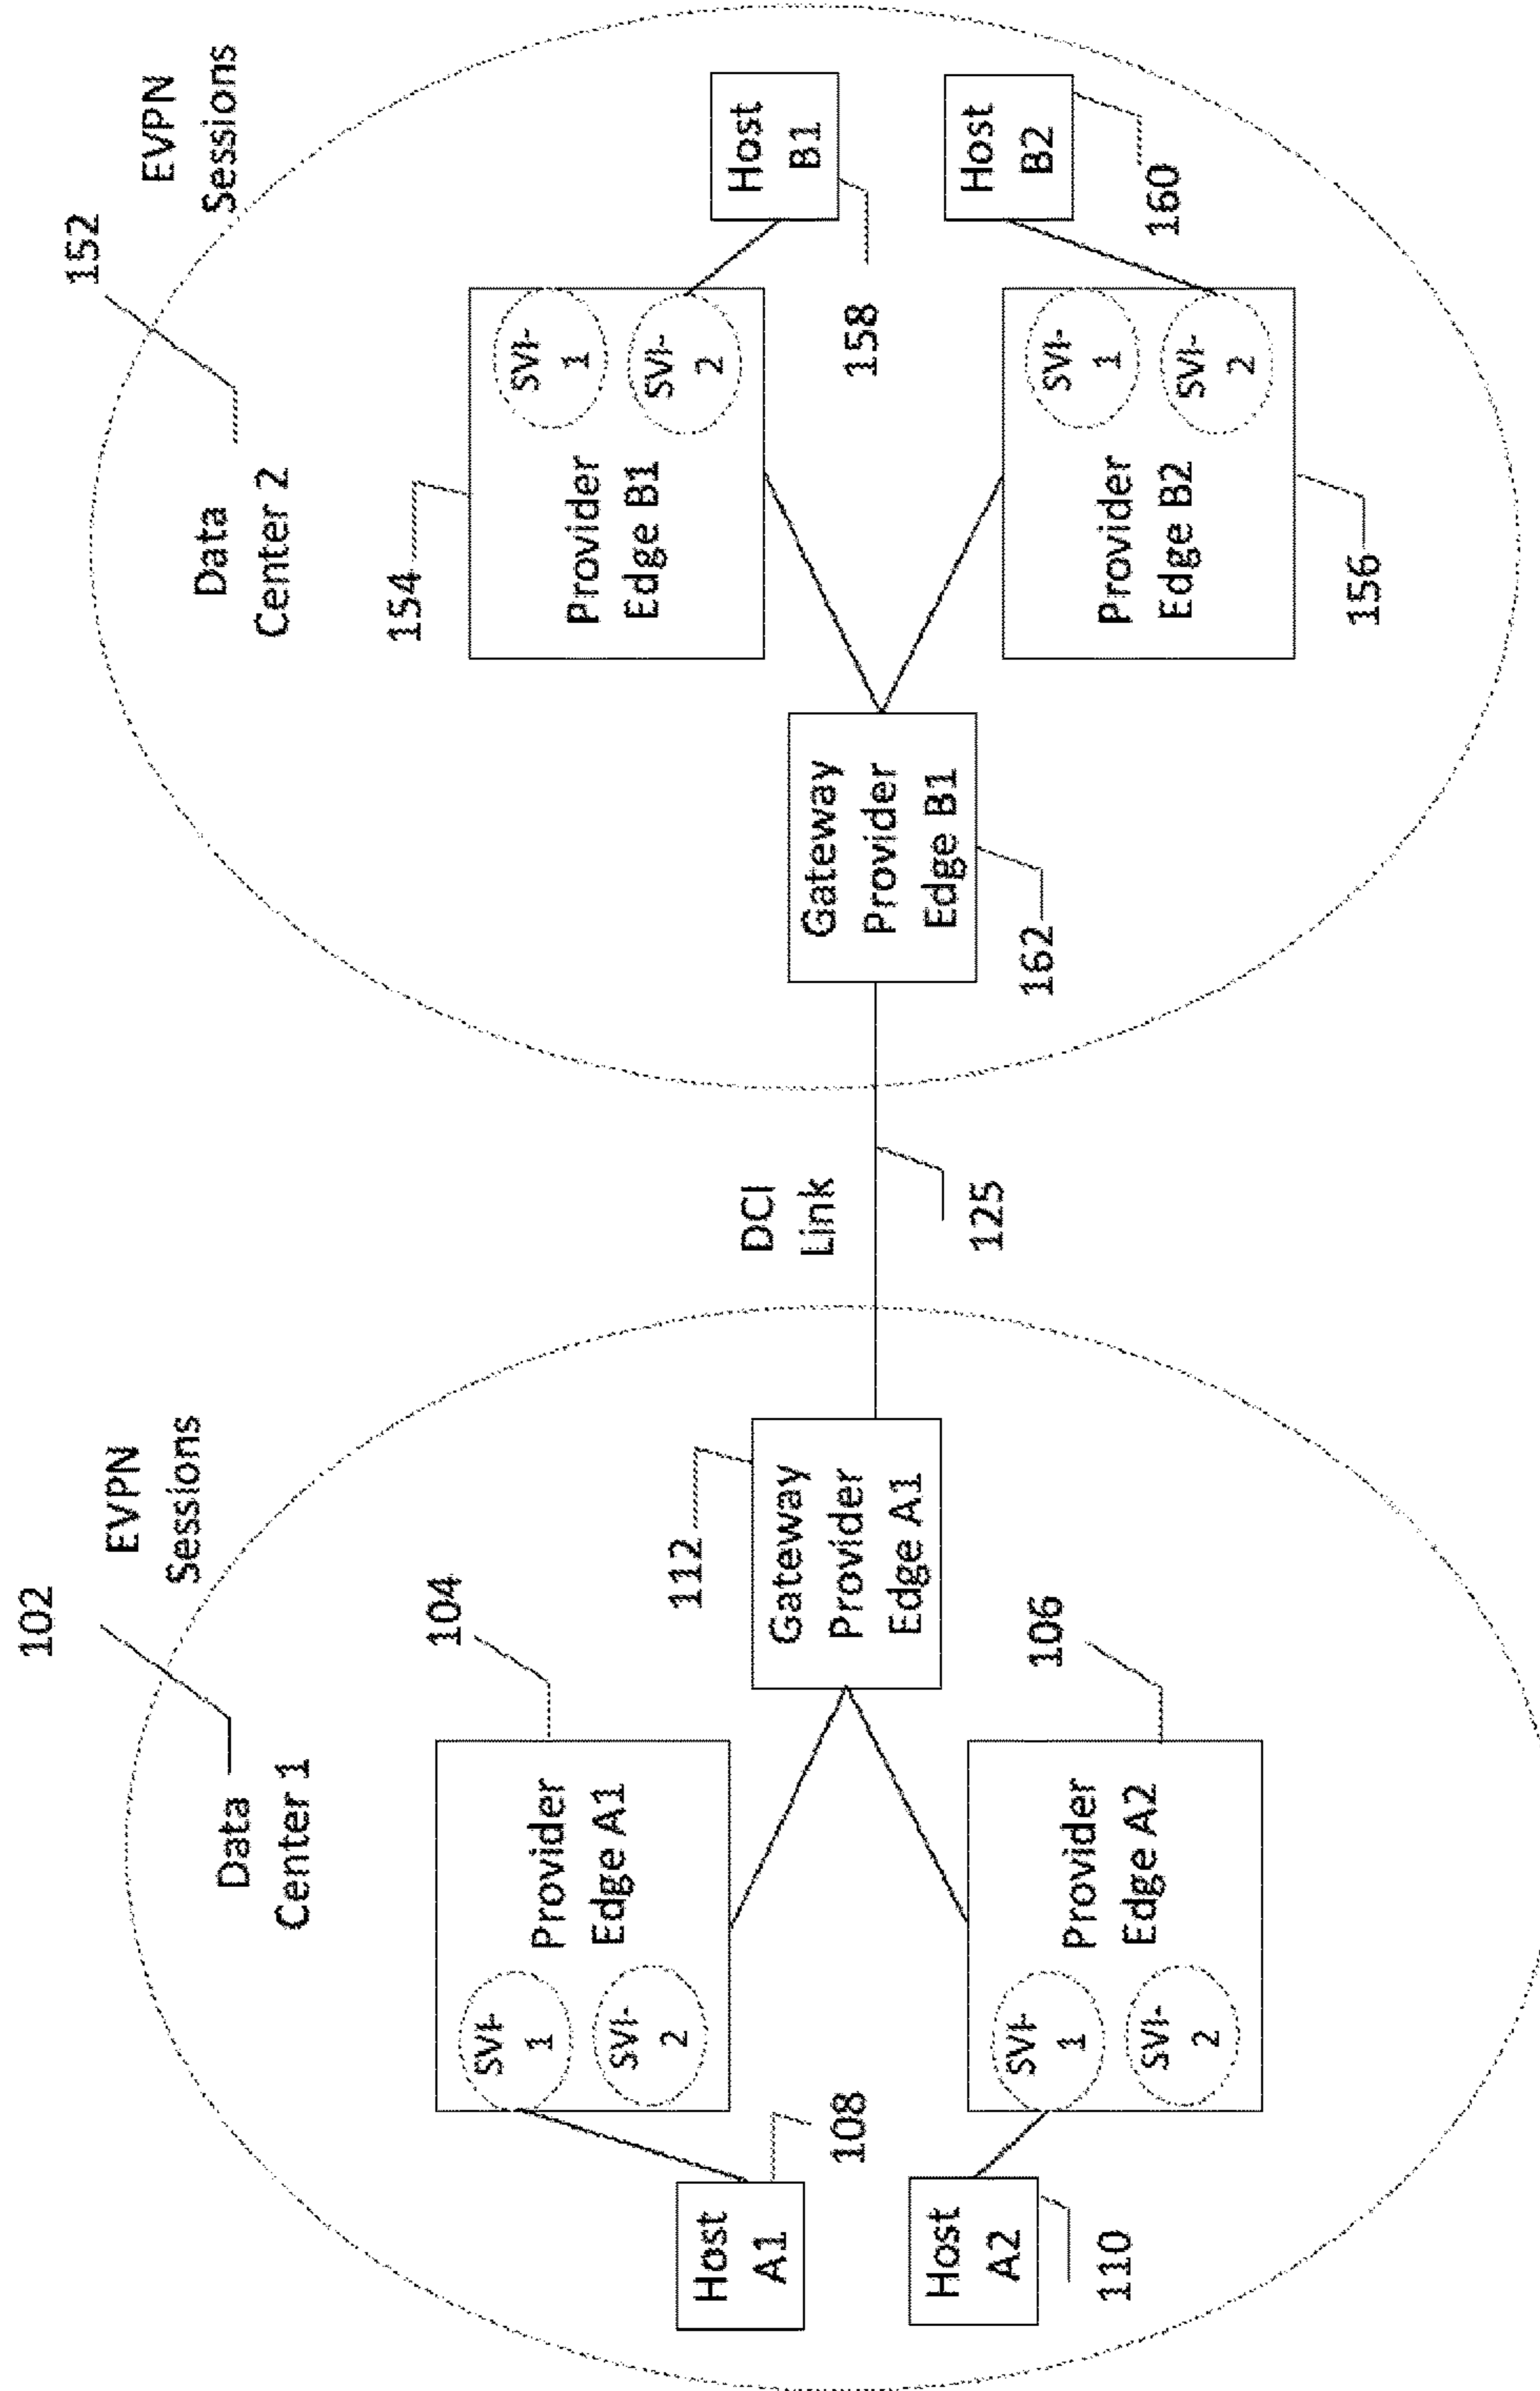 102
EVPN
Sessions
Data
Center 1
104
Provider
Edge A1
SVI-
1
SVI-
2
Host
A1
108
112
Gateway
Provider
Edge A1
106
Provider
Edge A2
SVI-
1
SVI-
2
Host
A2
110
DCI
Link
125
152
EVPN
Sessions
Data
Center 2
154
Provider
Edge B1
SVI-
1
SVI-
2
Host
B1
158
Gateway
Provider
Edge B1
162
Provider
Edge B2
SVI-
1
SVI-
2
156
Host
B2
160